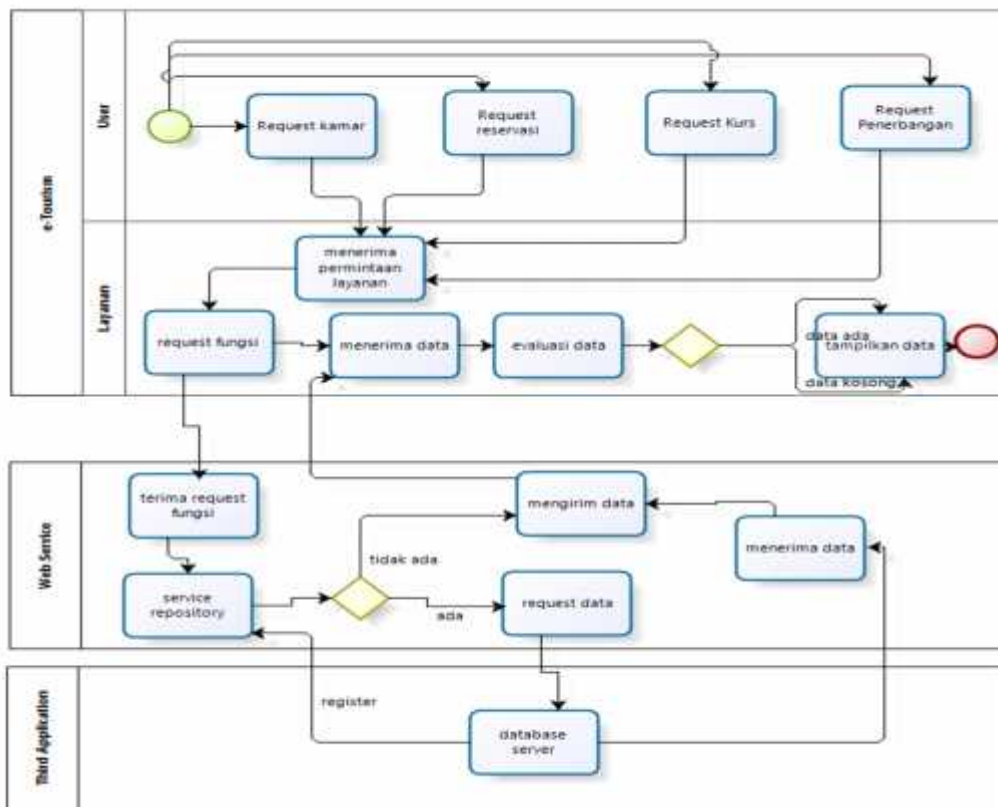 e-Tourism
User
Request kamar
Request
reservasi
Request Kurs
Request
Penerbangan
Layanan
menerima
permintaan
layanan
request fungsi
menerima data
evaluasi data
data ada
tampilkan data
data kosong
Web Service
terima request
fungsi
mengirim data
menerima data
tidak ada
service
repository
ada
request data
Third Application
register
database
server